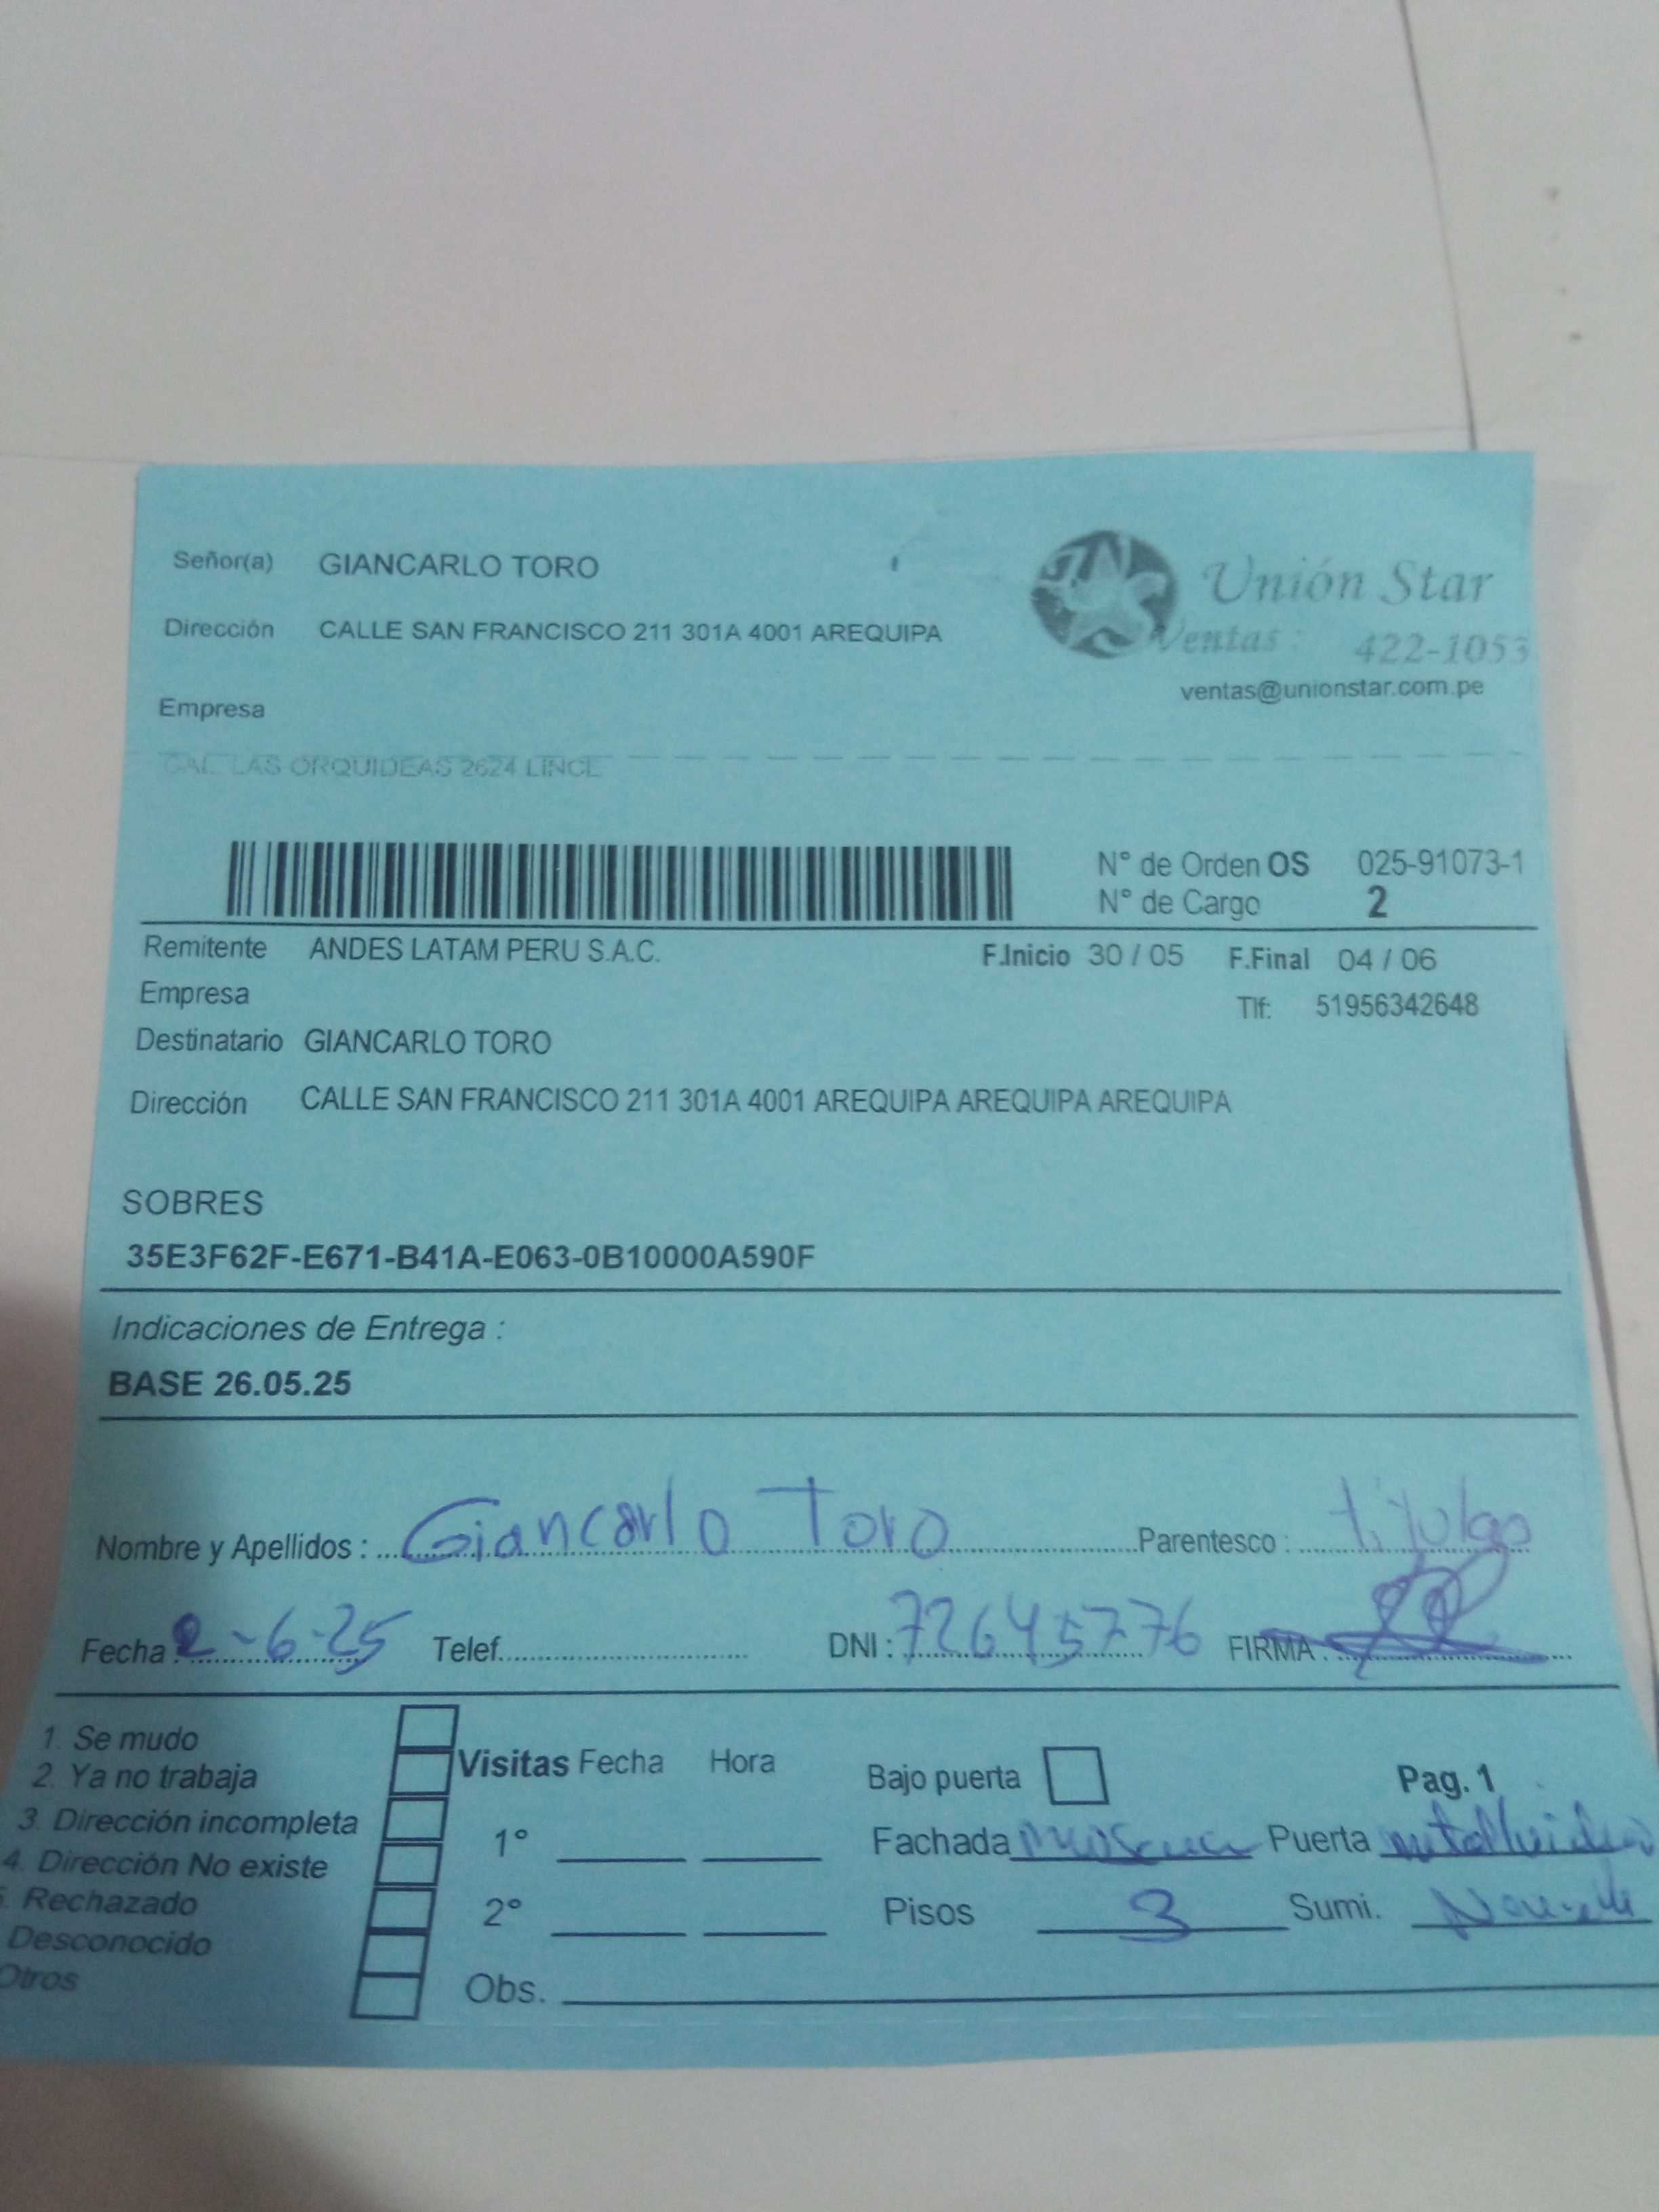 Señor(a) GIANCARLO TORO
Unión Star
Dirección CALLE SAN FRANCISCO 211 301A 4001 AREQUIPA
Ventas : 422-1053
ventas@unionstar.com.pe
Empresa
CAL LAS ORQUIDEAS 2624 LINCE
N° de Orden OS 025-91073-1
N° de Cargo 2
Remitente ANDES LATAM PERU S.A.C. F.Inicio 30 / 05 F.Final 04 / 06
Empresa
Tlf: 51956342648
Destinatario GIANCARLO TORO
Dirección CALLE SAN FRANCISCO 211 301A 4001 AREQUIPA AREQUIPA AREQUIPA
SOBRES
35E3F62F-E671-B41A-E063-0B10000A590F
Indicaciones de Entrega :
BASE 26.05.25
Nombre y Apellidos : Giancarlo Toro Parentesco : titular
Fecha : 2-6-25 Telef. DNI : 72645776 FIRMA :
1. Se mudo
2. Ya no trabaja
3. Dirección incompleta
4. Dirección No existe
. Rechazado
Desconocido
Otros
Visitas Fecha Hora
1°
2°
Obs.
Bajo puerta Pag. 1
Fachada Puerta
Pisos 3 Sumi.